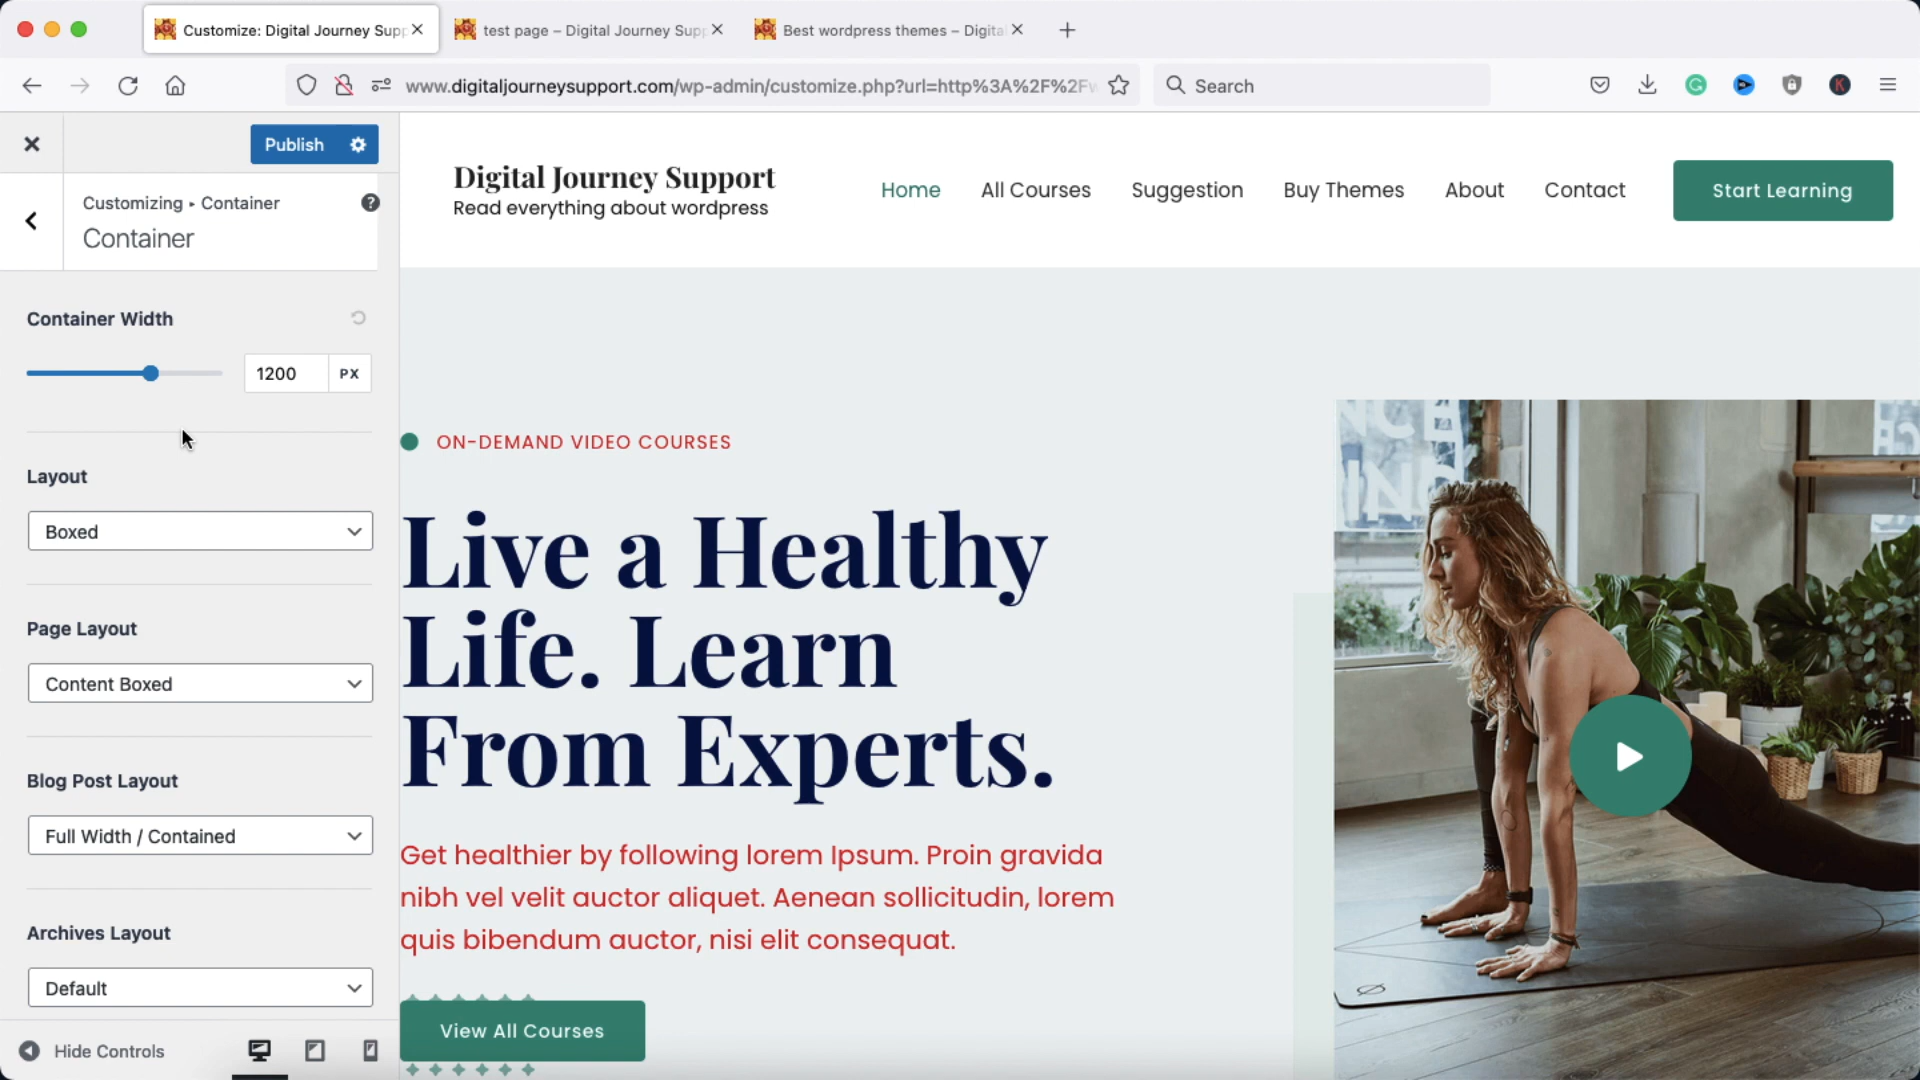 Customize: Digital Journey Supp
test page – Digital Journey Supp
Best wordpress themes – Digita
www.digitaljourneysupport.com/wp-admin/customize.php?url=http%3A%2F%2Fw
Search
Publish
Customizing ▸ Container
Container
Container Width
1200 PX
Layout
Boxed
Page Layout
Content Boxed
Blog Post Layout
Full Width / Contained
Archives Layout
Default
Hide Controls
Digital Journey Support
Read everything about wordpress
Home
All Courses
Suggestion
Buy Themes
About
Contact
Start Learning
ON-DEMAND VIDEO COURSES
Live a Healthy
Life. Learn
From Experts.
Get healthier by following lorem Ipsum. Proin gravida
nibh vel velit auctor aliquet. Aenean sollicitudin, lorem
quis bibendum auctor, nisi elit consequat.
View All Courses